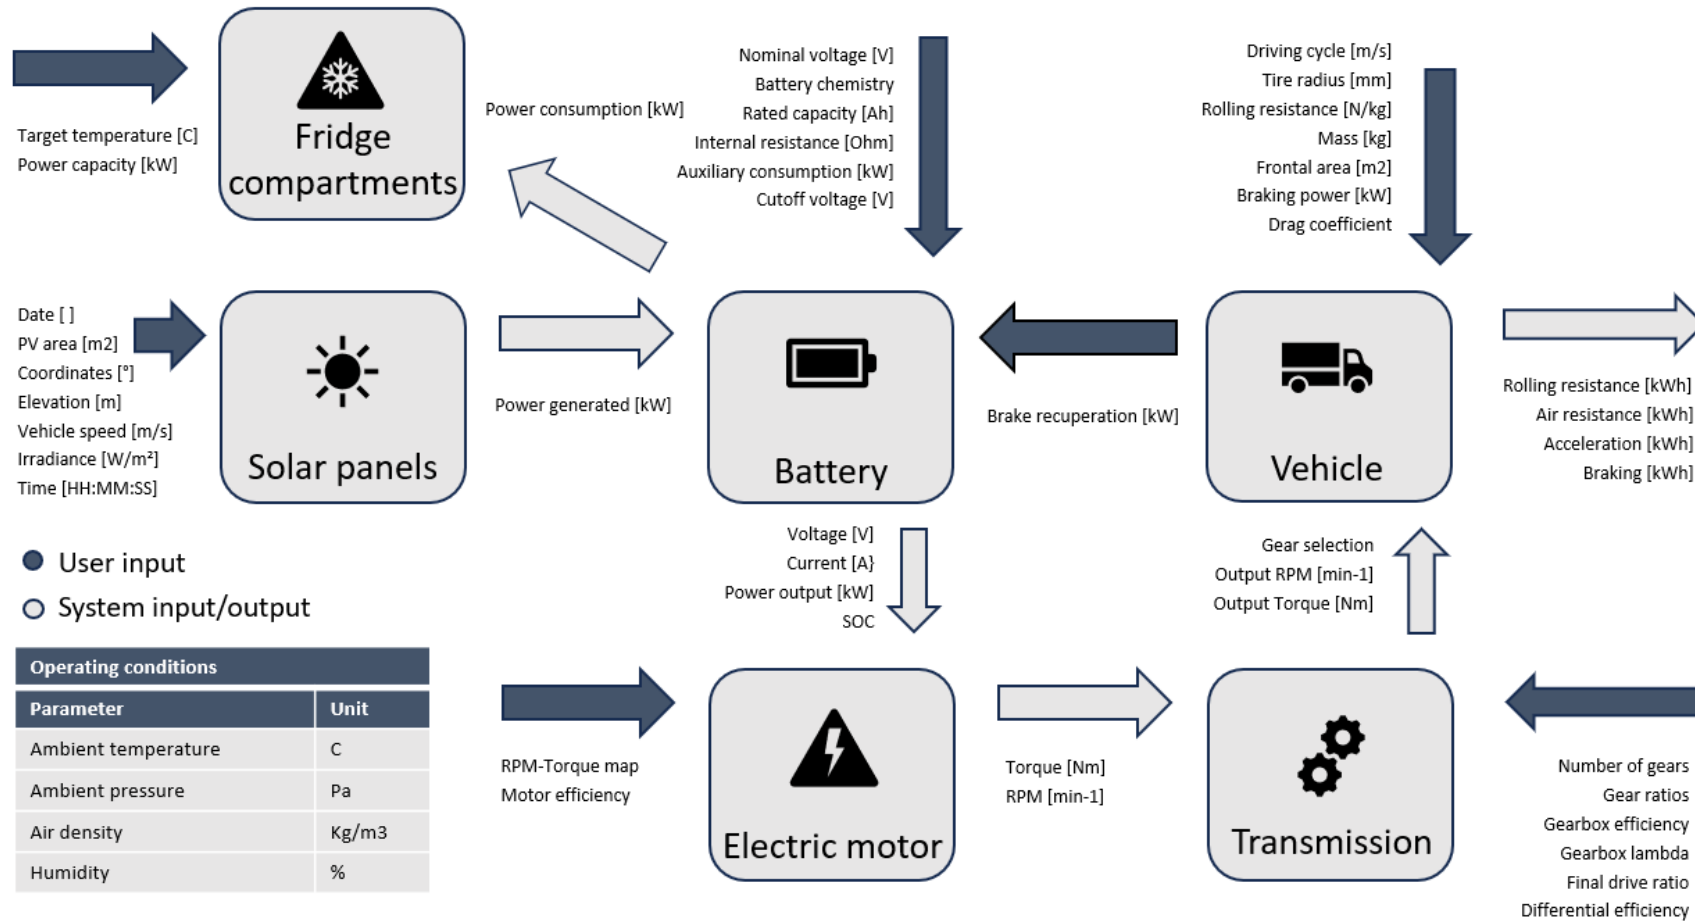 Target temperature [C]
Power capacity [kW]
Fridge
compartments
Power consumption [kW]
Nominal voltage [V]
Battery chemistry
Rated capacity [Ah]
Internal resistance [Ohm]
Auxiliary consumption [kW]
Cutoff voltage [V]
Driving cycle [m/s]
Tire radius [mm]
Rolling resistance [N/kg]
Mass [kg]
Frontal area [m2]
Braking power [kW]
Drag coefficient
Date [ ]
PV area [m2]
Coordinates [°]
Elevation [m]
Vehicle speed [m/s]
Irradiance [W/m²]
Time [HH:MM:SS]
Solar panels
Power generated [kW]
Battery
Brake recuperation [kW]
Vehicle
Rolling resistance [kWh]
Air resistance [kWh]
Acceleration [kWh]
Braking [kWh]
User input
System input/output
Voltage [V]
Current [A}
Power output [kW]
SOC
Gear selection
Output RPM [min-1]
Output Torque [Nm]
Operating conditions
Parameter Unit
Ambient temperature C
Ambient pressure Pa
Air density Kg/m3
Humidity %
RPM-Torque map
Motor efficiency
Electric motor
Torque [Nm]
RPM [min-1]
Transmission
Number of gears
Gear ratios
Gearbox efficiency
Gearbox lambda
Final drive ratio
Differential efficiency